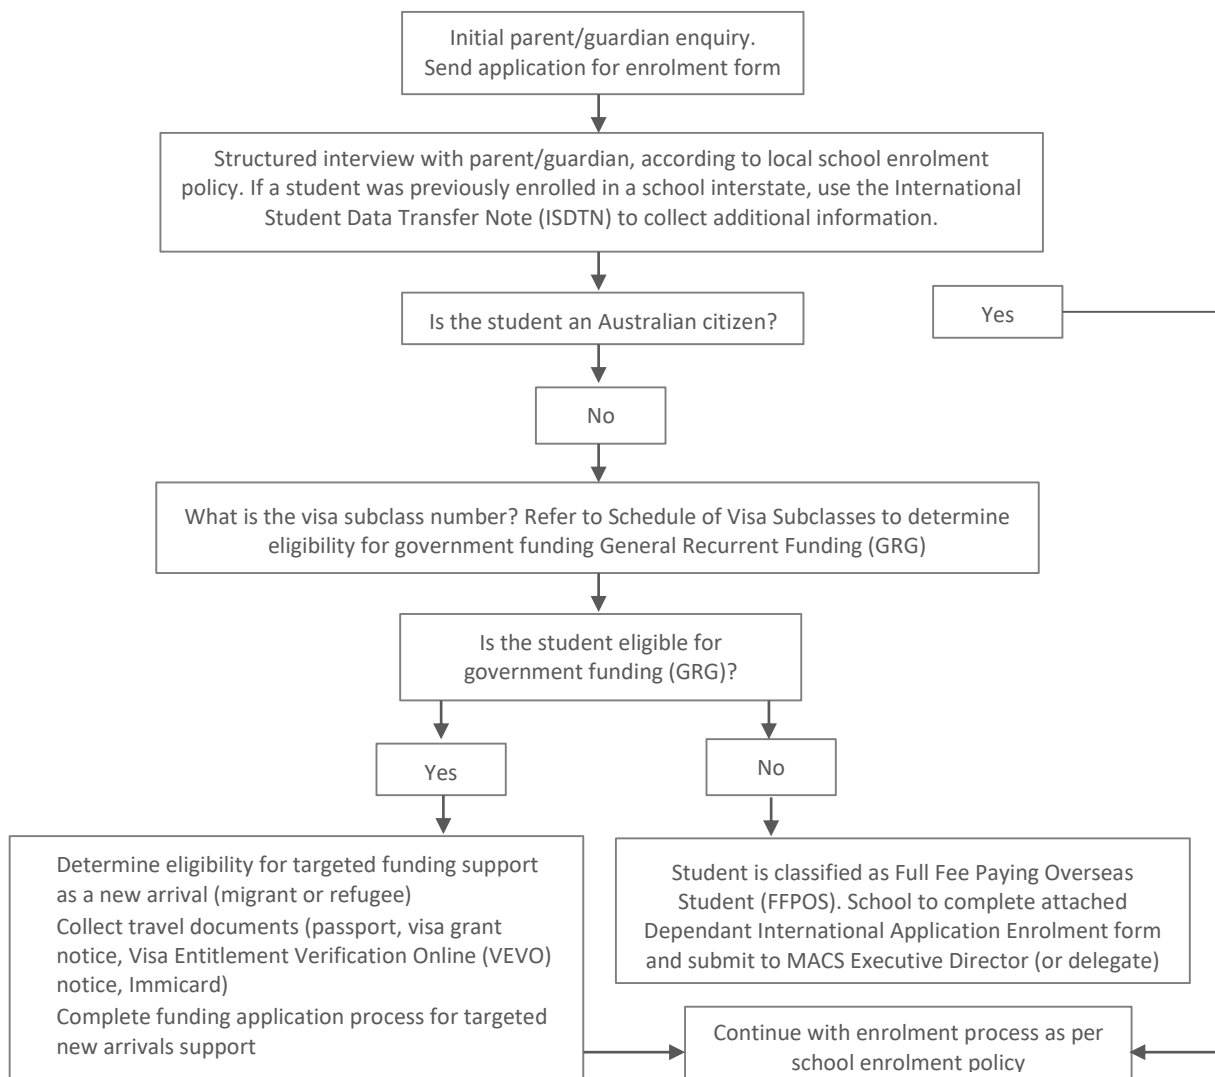 Initial parent/guardian enquiry.
Send application for enrolment form
Structured interview with parent/guardian, according to local school enrolment
policy. If a student was previously enrolled in a school interstate, use the International
Student Data Transfer Note (ISDTN) to collect additional information.
Is the student an Australian citizen?
Yes
No
What is the visa subclass number? Refer to Schedule of Visa Subclasses to determine
eligibility for government funding General Recurrent Funding (GRG)
Is the student eligible for
government funding (GRG)?
Yes
No
Determine eligibility for targeted funding support
as a new arrival (migrant or refugee)
Collect travel documents (passport, visa grant
notice, Visa Entitlement Verification Online (VEVO)
notice, Immicard)
Complete funding application process for targeted
new arrivals support
Student is classified as Full Fee Paying Overseas
Student (FFPOS). School to complete attached
Dependant International Application Enrolment form
and submit to MACS Executive Director (or delegate)
Continue with enrolment process as per
school enrolment policy